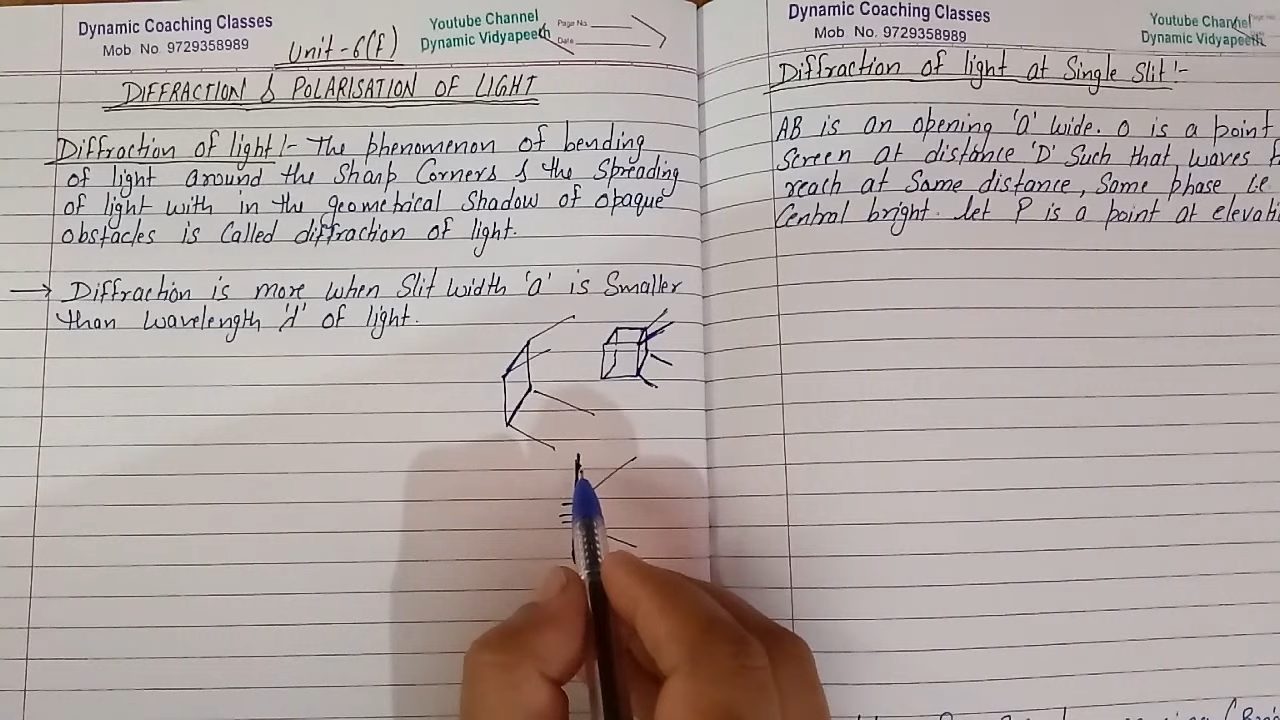 Dynamic Coaching Classes
Mob. No. 9729358989
Youtube Channel
Dynamic Vidyapeeth
Page No.
Date
Unit-6(f)
DIFFRACTION & POLARISATION OF LIGHT
Diffraction of light :- The phenomenon of bending
of light around the Sharp Corners & the Spreading
of light with in the geometrical Shadow of opaque
obstacles is Called diffraction of light.
→ Diffraction is more when Slit width 'a' is Smaller
than wavelength 'λ' of light.
Dynamic Coaching Classes
Mob. No. 9729358989
Youtube Channel
Dynamic Vidyapeeth
Diffraction of light at Single Slit :-
AB is an opening 'a' wide. O is a point
Screen at distance 'D' Such that waves
reach at Same distance, Same phase i.e
Central bright. Let P is a point at